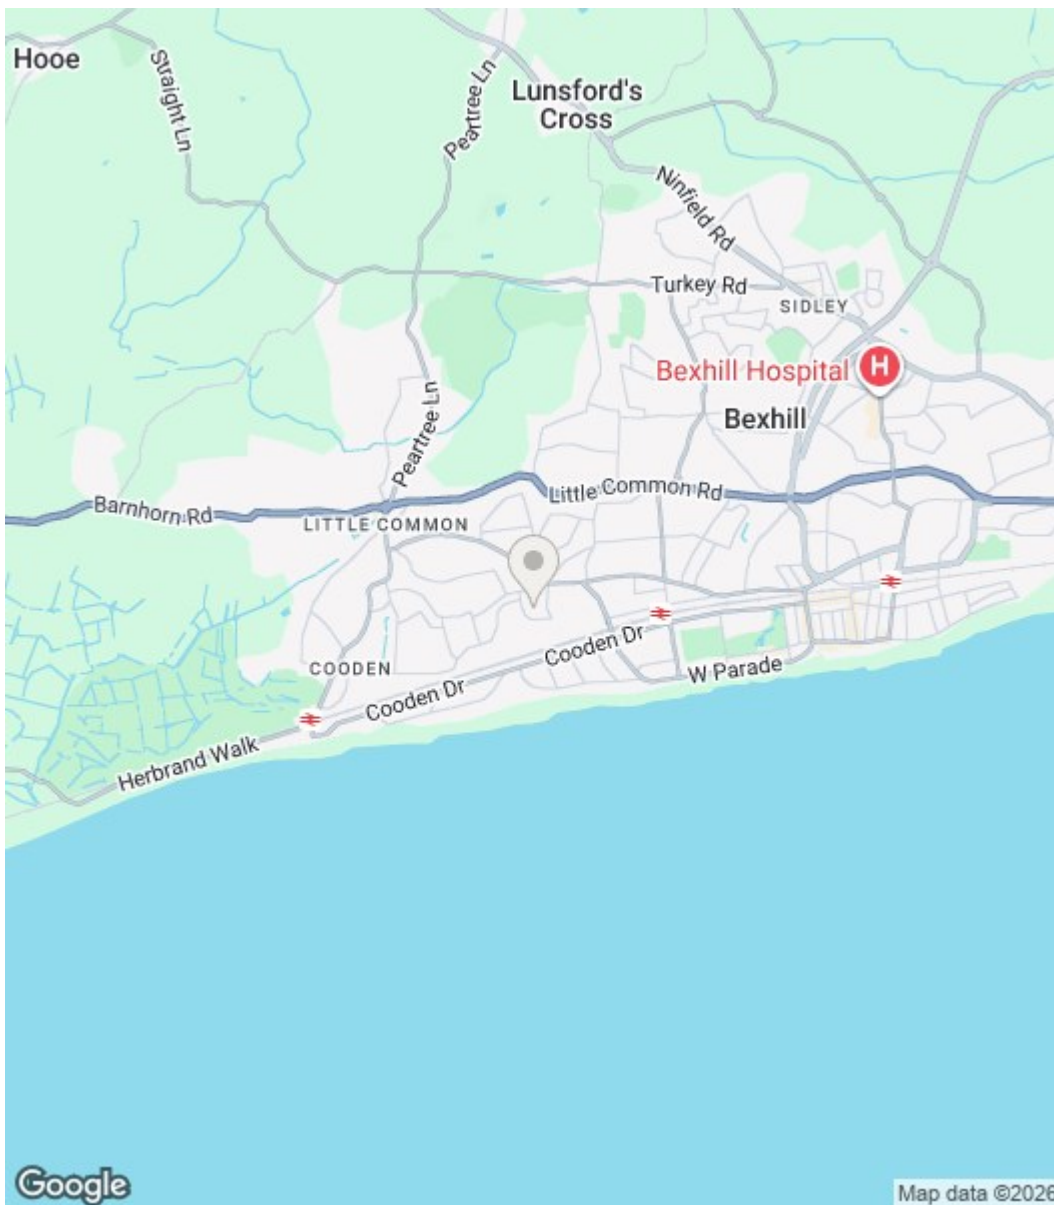 Hooe
Straight Ln
Peartree Ln
Lunsford's
Cross
Ninfield Rd
Turkey Rd
SIDLEY
Bexhill Hospital
H
Bexhill
Peartree Ln
Barnhorn Rd
Little Common Rd
LITTLE COMMON
COODEN
Cooden Dr
Cooden Dr
W Parade
Herbrand Walk
Google
Map data ©2026